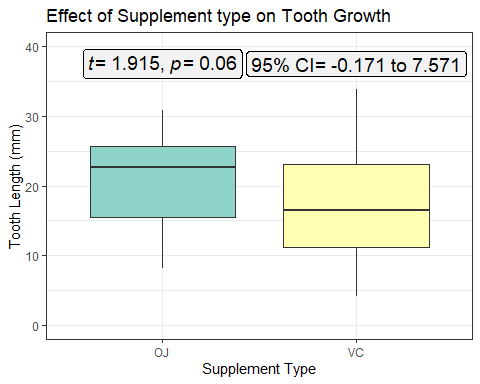 Effect of Supplement type on Tooth Growth
t= 1.915, p= 0.06
95% CI= -0.171 to 7.571
40
30
20
10
0
Tooth Length (mm)
OJ
VC
Supplement Type